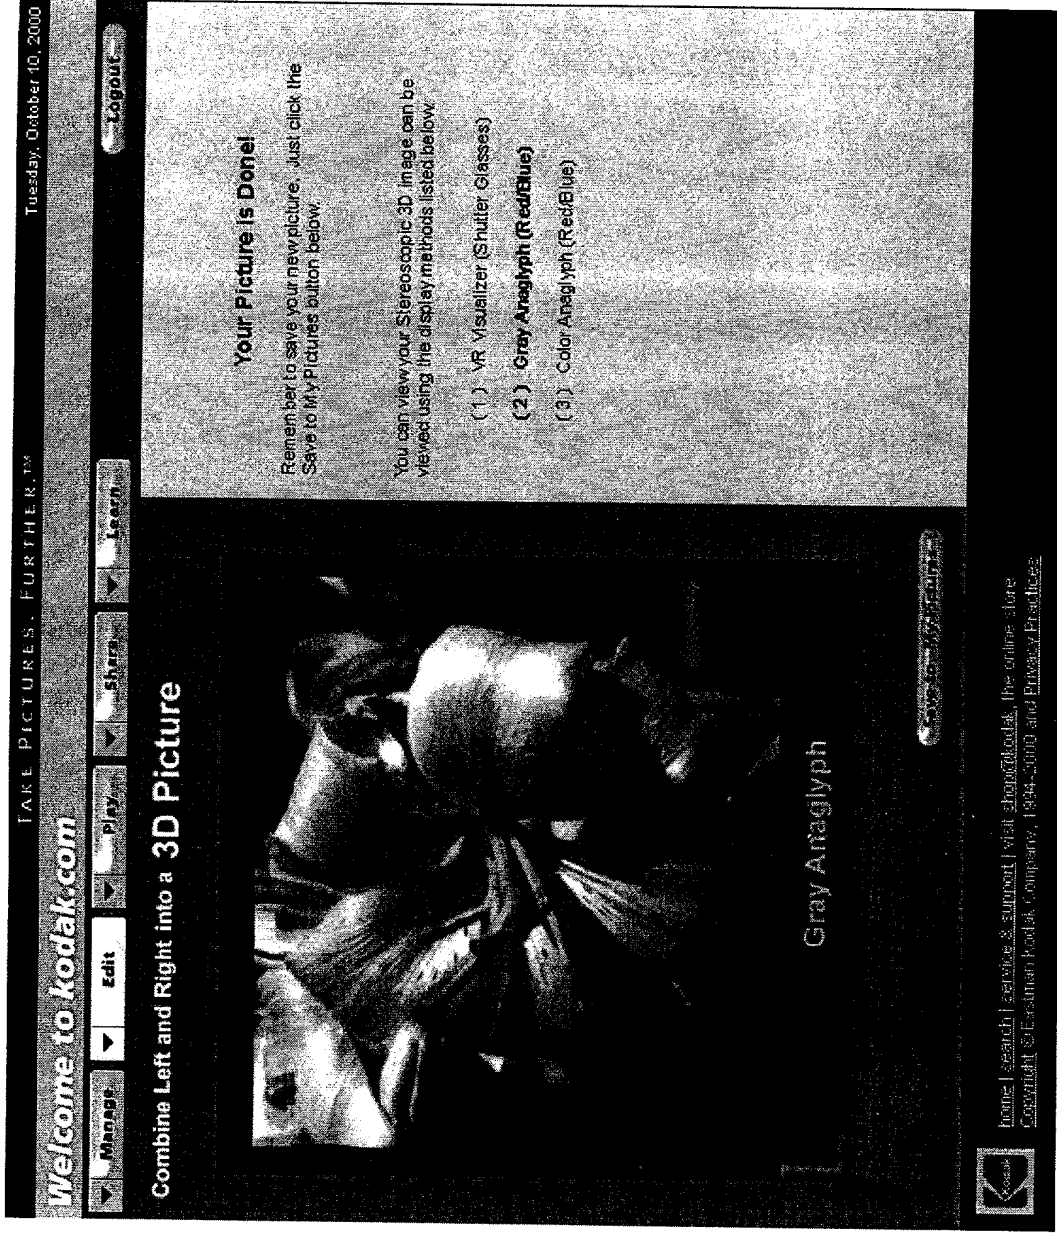 TAKE PICTURES. FURTHER.™
Tuesday, October 10, 2000
Welcome to kodak.com
Manage
Edit
Play
Share
Learn
Logout
Combine Left and Right into a 3D Picture
Gray Anaglyph
Save to My Pictures
Your Picture is Done!
Remember to save your new picture. Just click the
Save to My Pictures button below.
You can view your Stereoscopic 3D image can be
viewed using the display methods listed below.
(1) VR Visualizer (Shutter Glasses)
(2) Gray Anaglyph (Red/Blue)
(3) Color Anaglyph (Red/Blue)
Kodak
home | search | service & support | visit shop@kodak, the online store
Copyright © Eastman Kodak Company, 1994-2000 and Privacy Practices